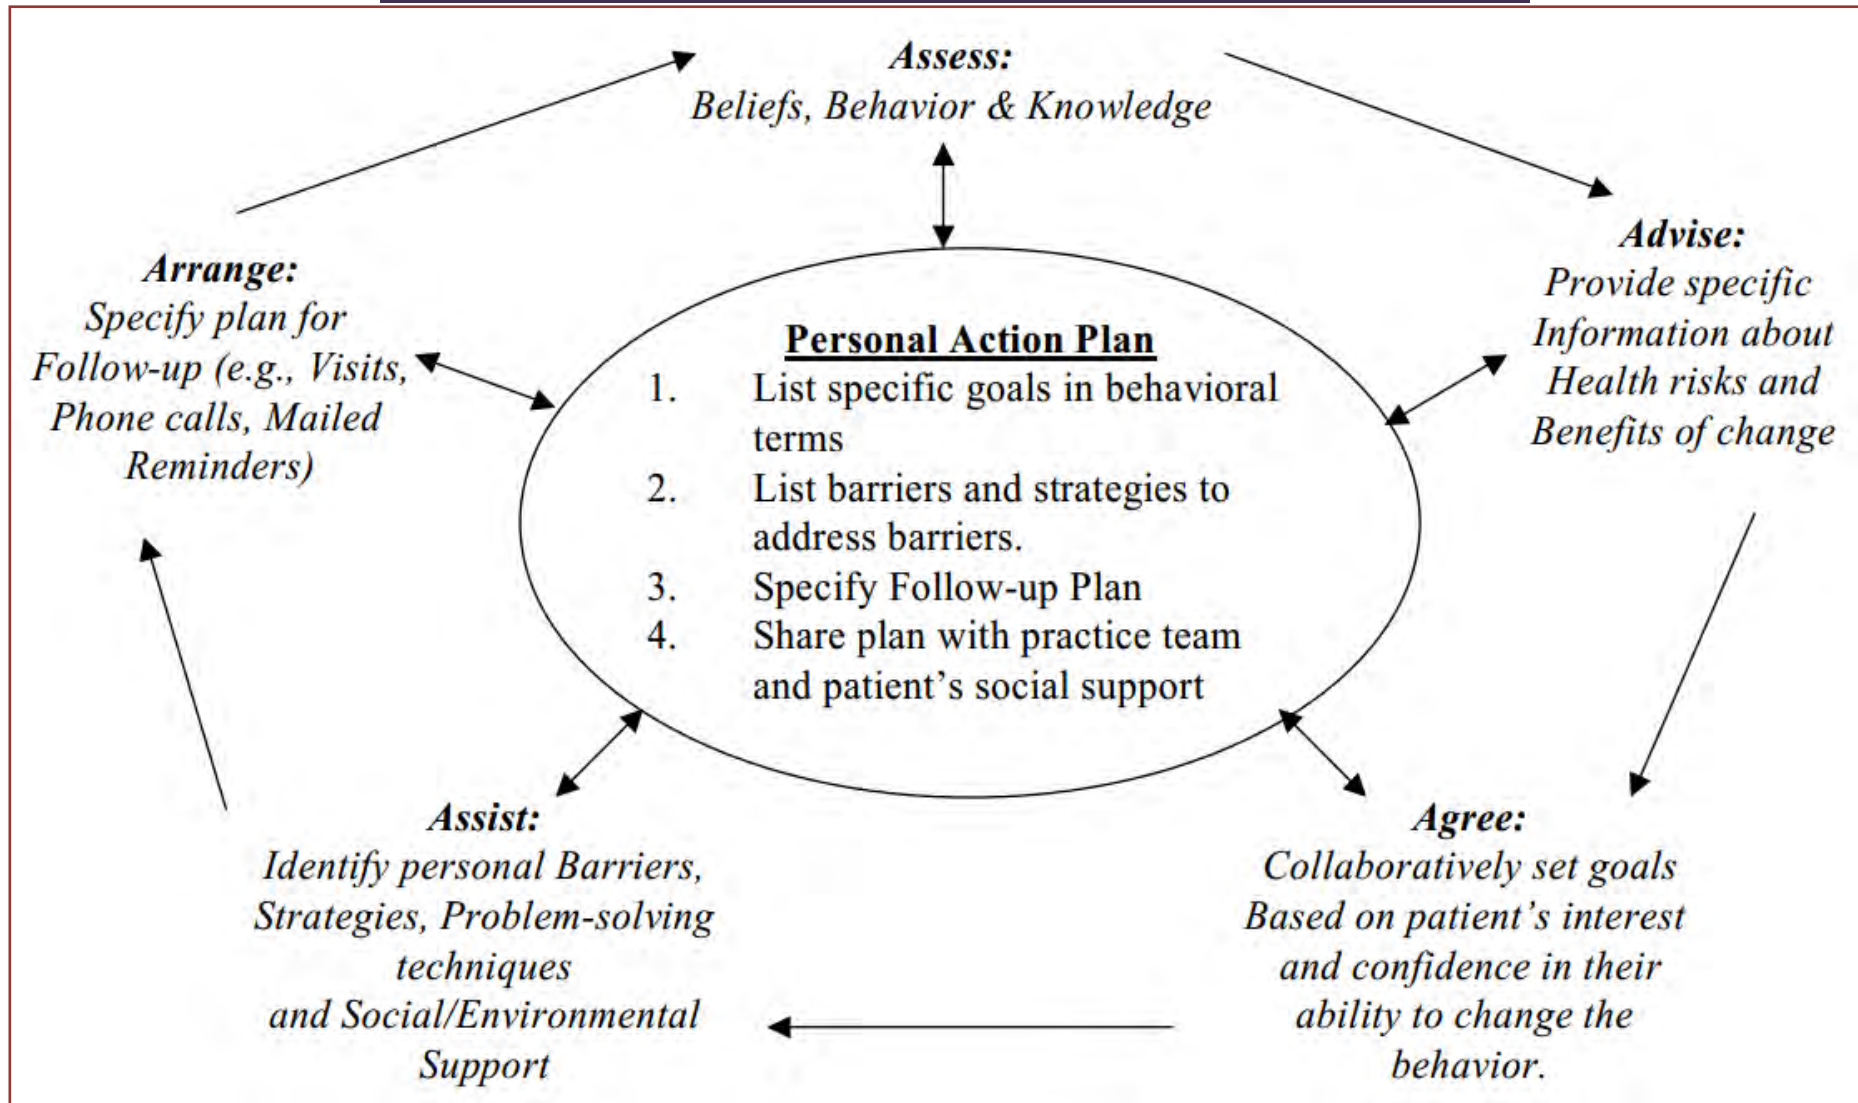 Assess:
Beliefs, Behavior & Knowledge
Advise:
Provide specific
Information about
Health risks and
Benefits of change
Agree:
Collaboratively set goals
Based on patient’s interest
and confidence in their
ability to change the
behavior.
Assist:
Identify personal Barriers,
Strategies, Problem-solving
techniques
and Social/Environmental
Support
Arrange:
Specify plan for
Follow-up (e.g., Visits,
Phone calls, Mailed
Reminders)
Personal Action Plan
1. List specific goals in behavioral
terms
2. List barriers and strategies to
address barriers.
3. Specify Follow-up Plan
4. Share plan with practice team
and patient’s social support